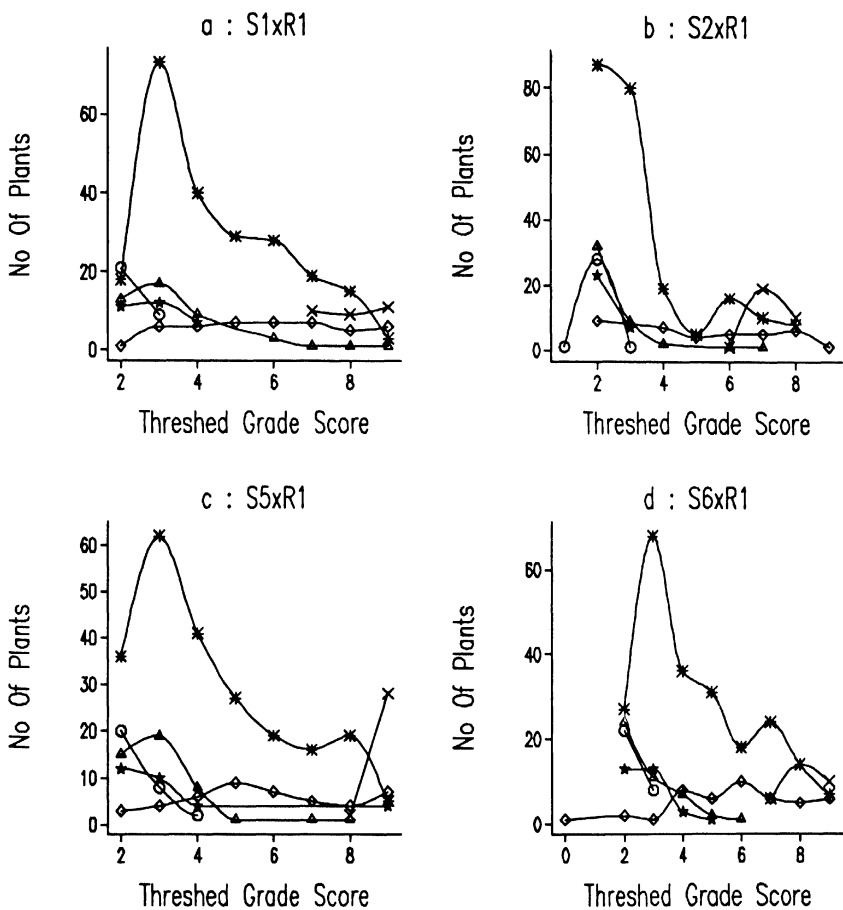 a : S1xR1
No Of Plants
60
40
20
0
2 4 6 8
Threshed Grade Score
b : S2xR1
No Of Plants
80
60
40
20
0
2 4 6 8
Threshed Grade Score
c : S5xR1
No Of Plants
60
50
40
30
20
10
0
2 4 6 8
Threshed Grade Score
d : S6xR1
No Of Plants
60
40
20
0
0 2 4 6 8
Threshed Grade Score